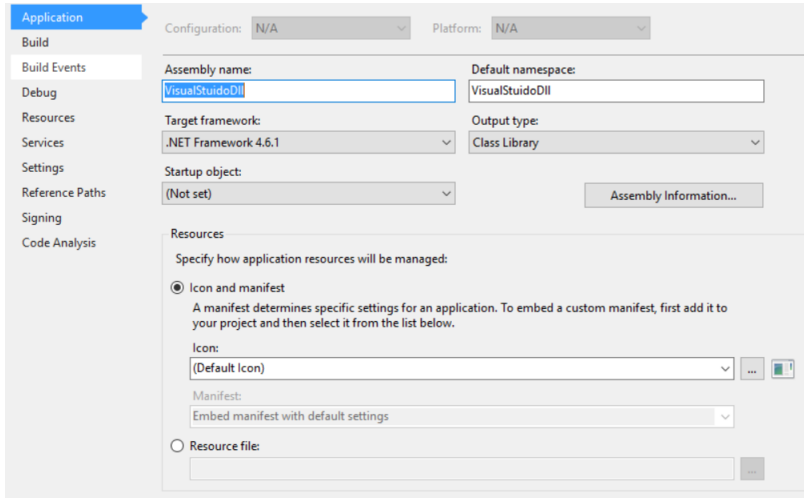 Application
Build
Build Events
Debug
Resources
Services
Settings
Reference Paths
Signing
Code Analysis
Configuration: N/A Platform: N/A
Assembly name: Default namespace:
VisualStuidoDll VisualStuidoDll
Target framework: Output type:
.NET Framework 4.6.1 Class Library
Startup object:
(Not set) Assembly Information...
Resources
Specify how application resources will be managed:
Icon and manifest
A manifest determines specific settings for an application. To embed a custom manifest, first add it to
your project and then select it from the list below.
Icon:
(Default Icon) ...
Manifest:
Embed manifest with default settings
Resource file:
...